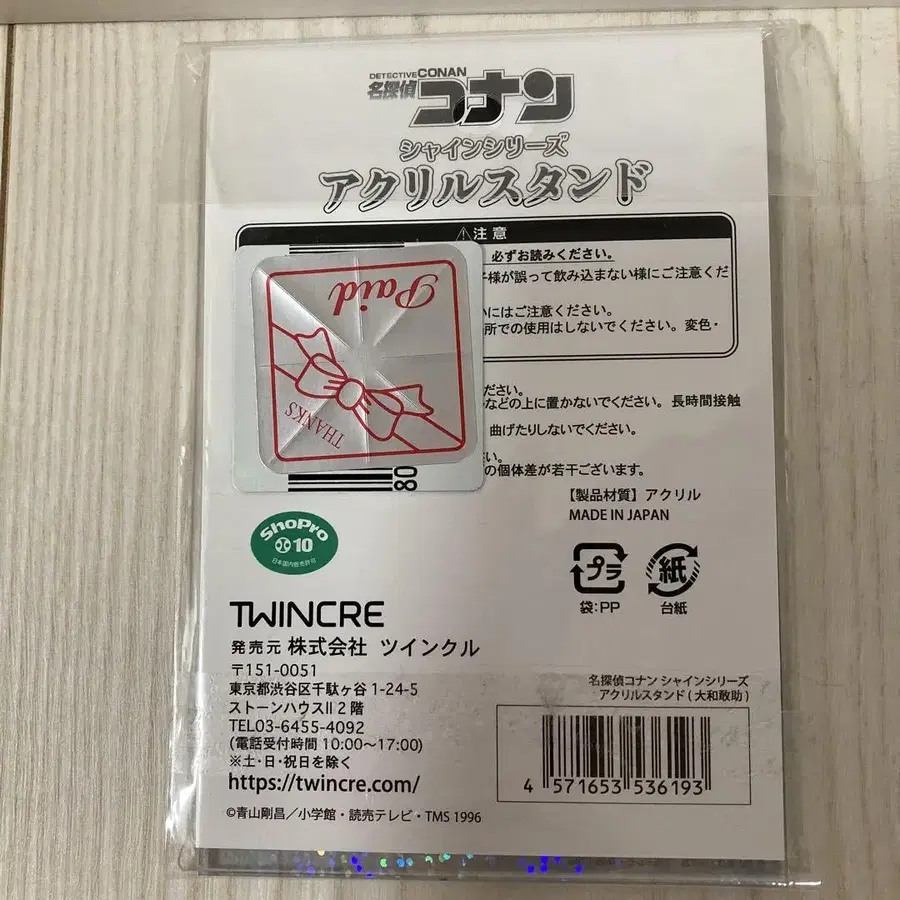 DETECTIVE CONAN
名探偵コナン
シャインシリーズ
アクリルスタンド
⚠注意
必ずお読みください。
様が誤って飲み込まない様にご注意くだ
にはご注意ください。
所での使用はしないでください。変色・
ださい。
などの上に置かないでください。長時間接触
曲げたりしないでください。
い。
の個体差が若干ございます。
Paid
THANKS
80
【製品材質】アクリル
MADE IN JAPAN
ShoPro
10
日本国内販売許可
プラ
袋:PP
紙
台紙
TWINCRE
発売元 株式会社 ツインクル
〒151-0051
東京都渋谷区千駄ヶ谷 1-24-5
ストーンハウスII 2 階
TEL03-6455-4092
(電話受付時間 10:00〜17:00)
※土・日・祝日を除く
https://twincre.com/
©青山剛昌/小学館・読売テレビ・TMS 1996
名探偵コナン シャインシリーズ
アクリルスタンド ( 大和敢助 )
4 571653 536193